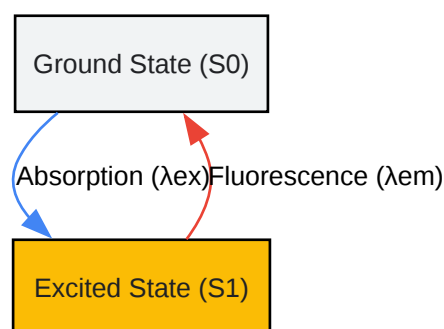 Ground State (S0)
Absorption (λex)
Fluorescence (λem)
Excited State (S1)